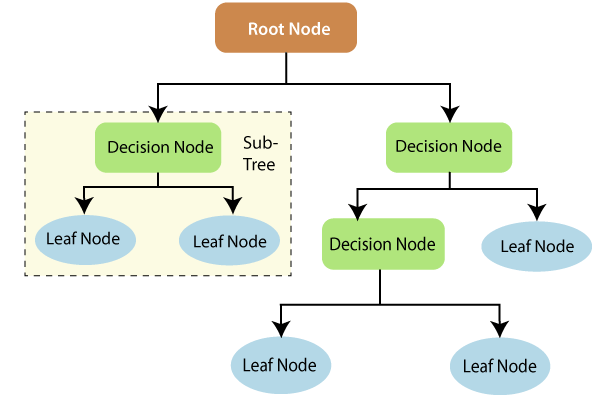 Root Node
Decision Node
Sub-
Tree
Decision Node
Leaf Node
Leaf Node
Decision Node
Leaf Node
Leaf Node
Leaf Node